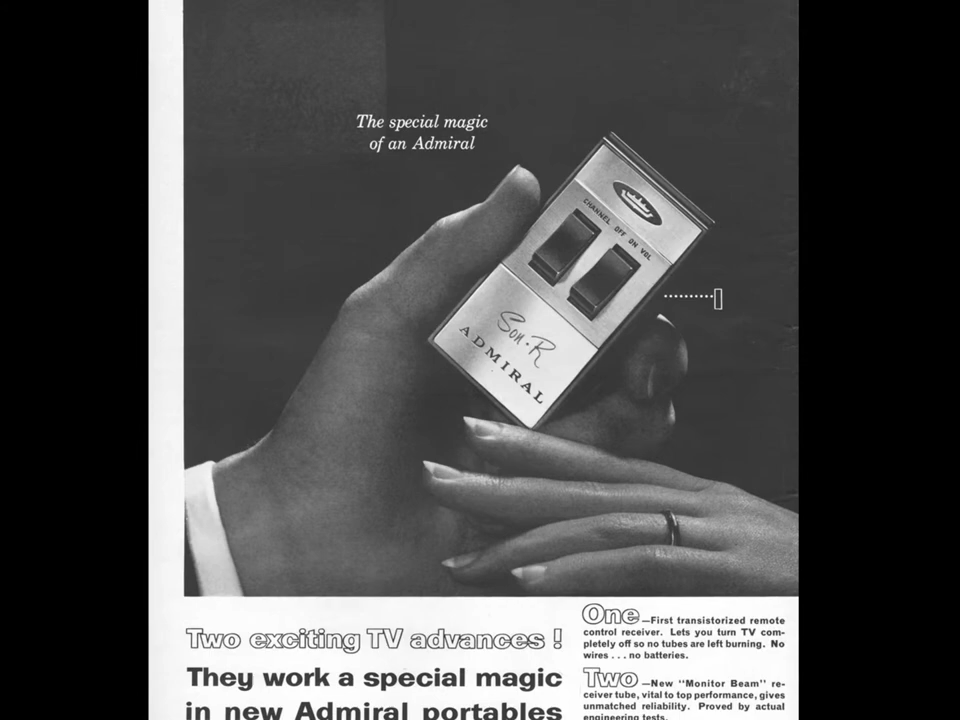 The special magic
of an Admiral
CHANNEL OFF ON VOL
Son·R
ADMIRAL
Two exciting TV advances !
They work a special magic
in new Admiral portables
One—First transistorized remote
control receiver. Lets you turn TV com-
pletely off so no tubes are left burning. No
wires . . . no batteries.
Two—New "Monitor Beam" re-
ceiver tube, vital to top performance, gives
unmatched reliability. Proved by actual
engineering tests.